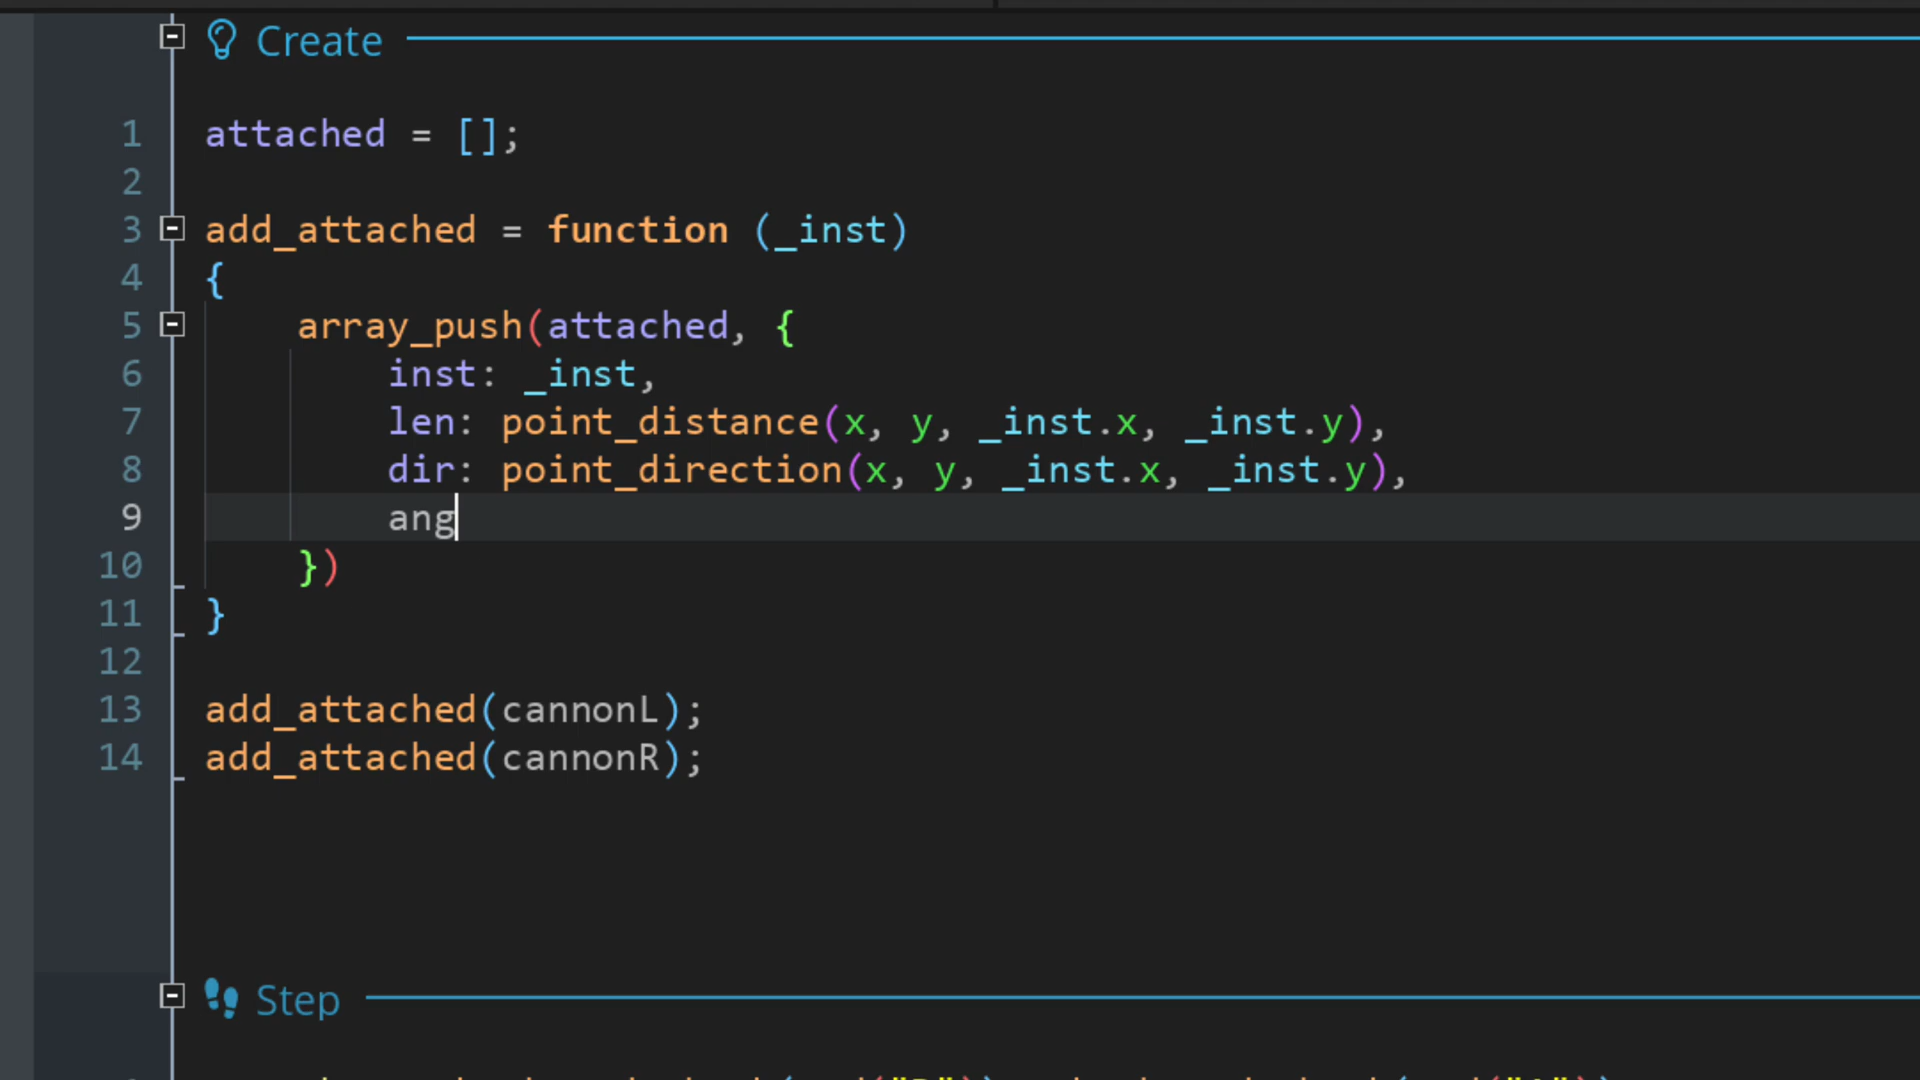 Create
1 attached = [];
2
3 add_attached = function (_inst)
4 {
5 array_push(attached, {
6 inst: _inst,
7 len: point_distance(x, y, _inst.x, _inst.y),
8 dir: point_direction(x, y, _inst.x, _inst.y),
9 ang
10 })
11 }
12
13 add_attached(cannonL);
14 add_attached(cannonR);
Step